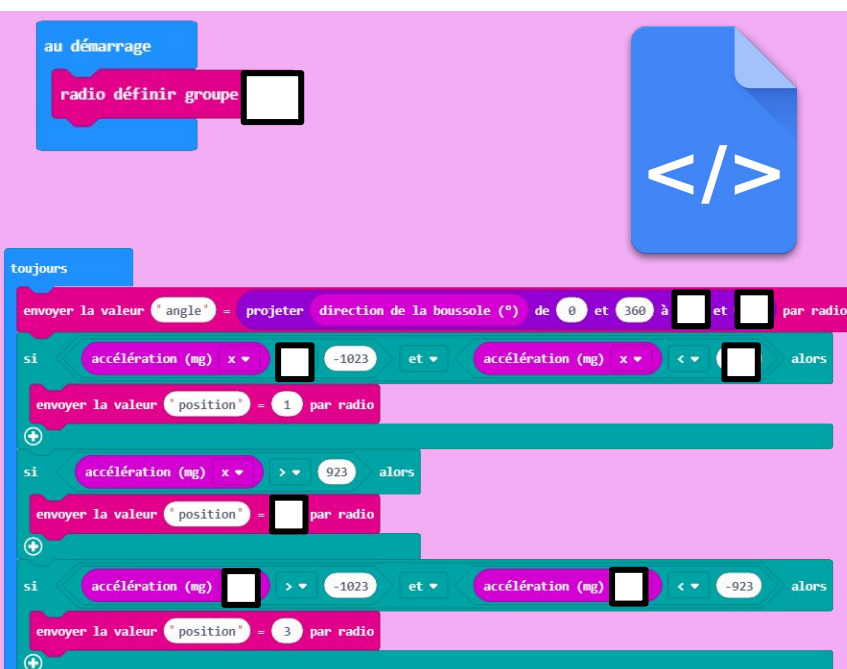 au démarrage
radio définir groupe
</>
toujours
envoyer la valeur "angle" = projeter direction de la boussole (°) de 0 et 360 à et par radio
si accélération (mg) x -1023 et accélération (mg) x < alors
envoyer la valeur "position" = 1 par radio
si accélération (mg) x > 923 alors
envoyer la valeur "position" = par radio
si accélération (mg) > -1023 et accélération (mg) < -923 alors
envoyer la valeur "position" = 3 par radio